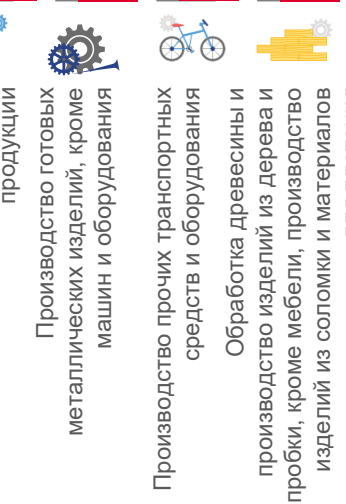 продукции
Производство готовых
металлических изделий, кроме
машин и оборудования
Производство прочих транспортных
средств и оборудования
Обработка древесины и
производство изделий из дерева и
пробки, кроме мебели, производство
изделий из соломки и материалов